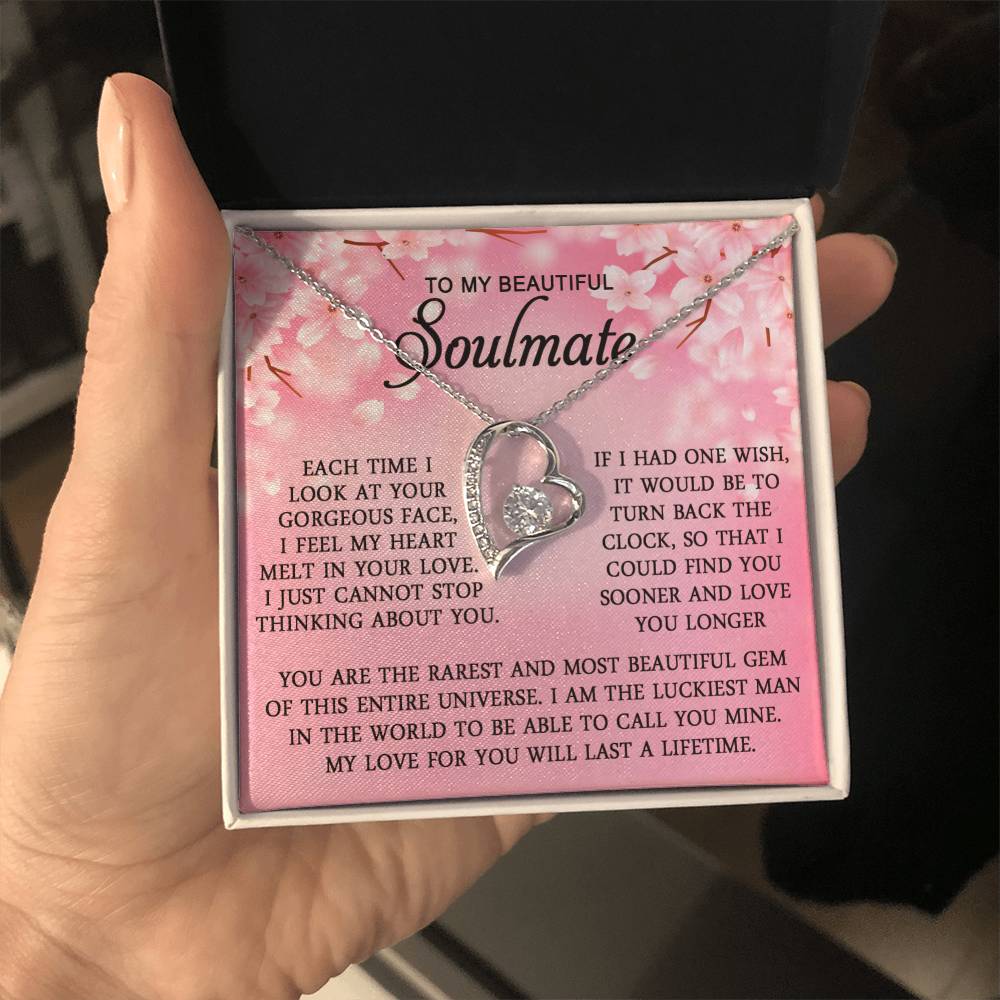 TO MY BEAUTIFUL
Soulmate
EACH TIME I
LOOK AT YOUR
GORGEOUS FACE,
I FEEL MY HEART
MELT IN YOUR LOVE.
I JUST CANNOT STOP
THINKING ABOUT YOU.
IF I HAD ONE WISH,
IT WOULD BE TO
TURN BACK THE
CLOCK, SO THAT I
COULD FIND YOU
SOONER AND LOVE
YOU LONGER
YOU ARE THE RAREST AND MOST BEAUTIFUL GEM
OF THIS ENTIRE UNIVERSE. I AM THE LUCKIEST MAN
IN THE WORLD TO BE ABLE TO CALL YOU MINE.
MY LOVE FOR YOU WILL LAST A LIFETIME.